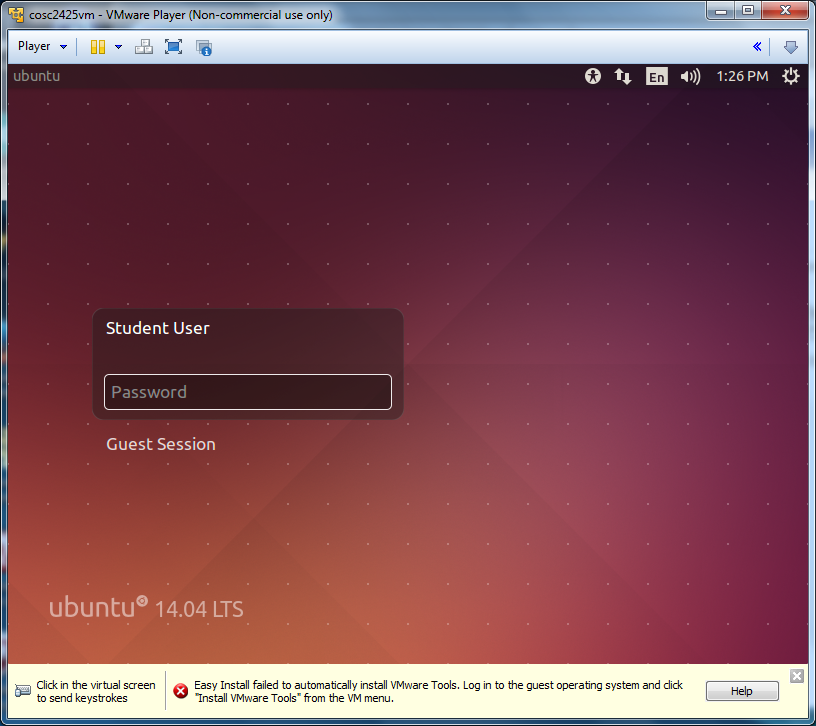 cosc2425vm - VMware Player (Non-commercial use only)
Player
ubuntu
En
1:26 PM
Student User
Password
Guest Session
ubuntu 14.04 LTS
Click in the virtual screen
to send keystrokes
Easy Install failed to automatically install VMware Tools. Log in to the guest operating system and click
"Install VMware Tools" from the VM menu.
Help